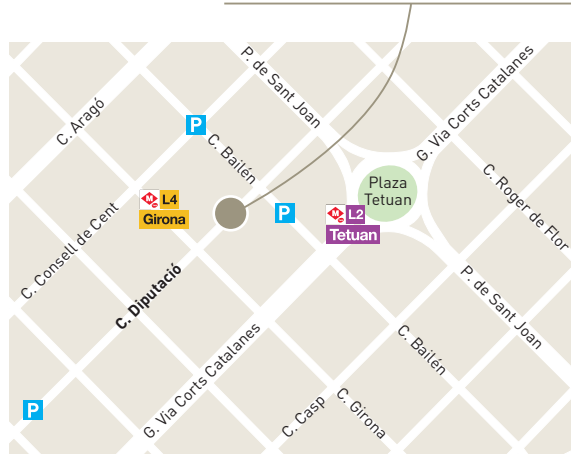 P. de Sant Joan
G. Via Corts Catalanes
C. Aragó
P
C. Bailén
C. Roger de Flor
Plaza
Tetuan
M L4
Girona
P
M L2
Tetuan
C. Consell de Cent
C. Diputació
P. de Sant Joan
G. Via Corts Catalanes
C. Bailén
P
C. Casp
C. Girona